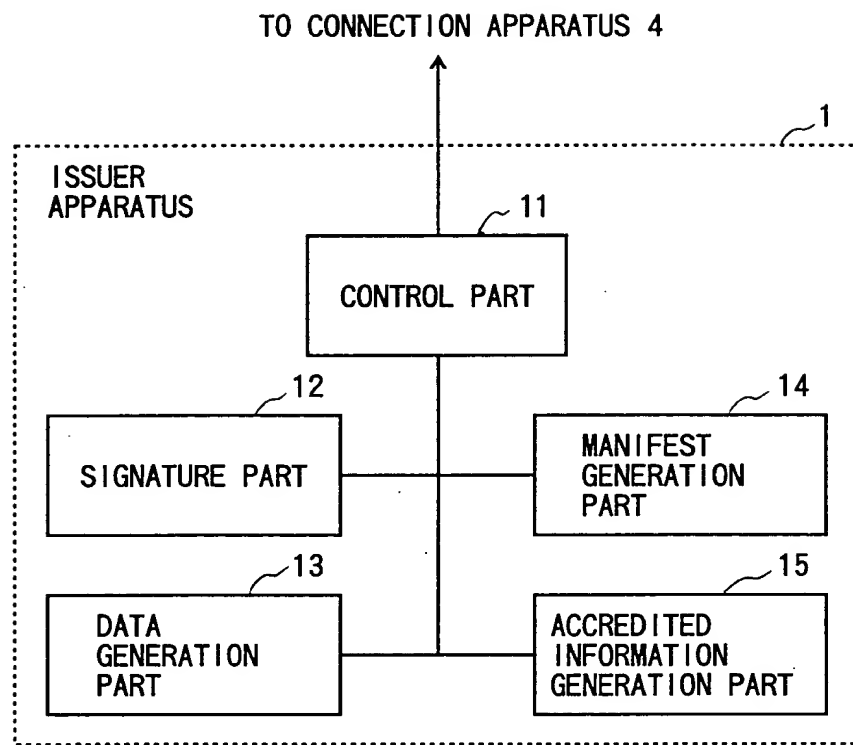 TO CONNECTION APPARATUS 4
1
ISSUER
APPARATUS
11
CONTROL PART
12
SIGNATURE PART
14
MANIFEST
GENERATION
PART
13
DATA
GENERATION
PART
15
ACCREDITED
INFORMATION
GENERATION PART